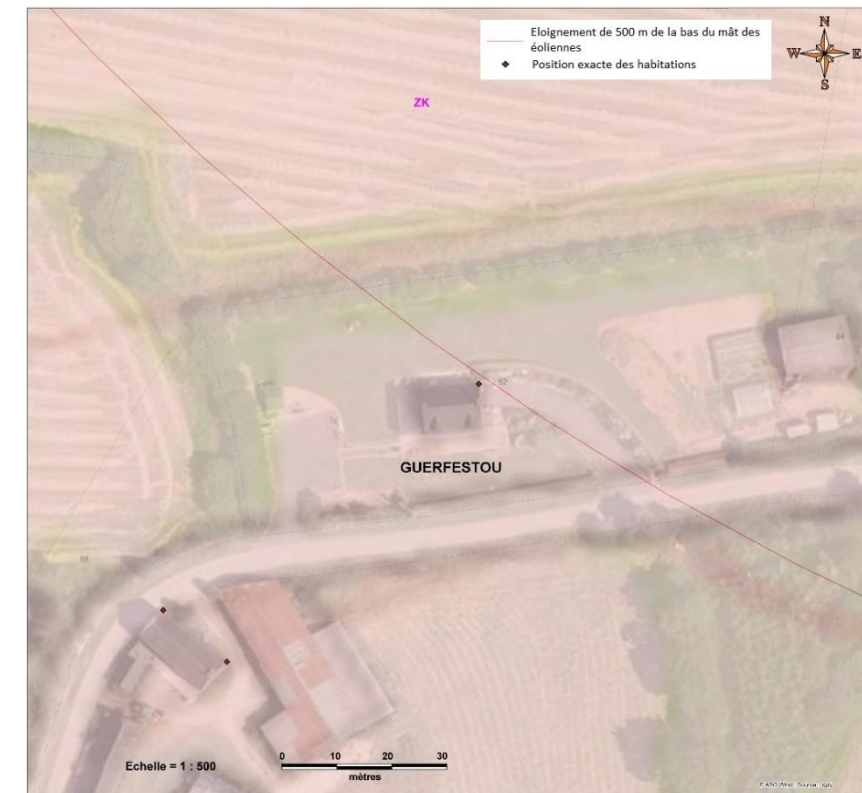 Eloignement de 500 m de la bas du mât des
éoliennes
Position exacte des habitations
N
W E
S
ZK
64
62
GUERFESTOU
68
Echelle = 1 : 500
0 10 20 30
mètres